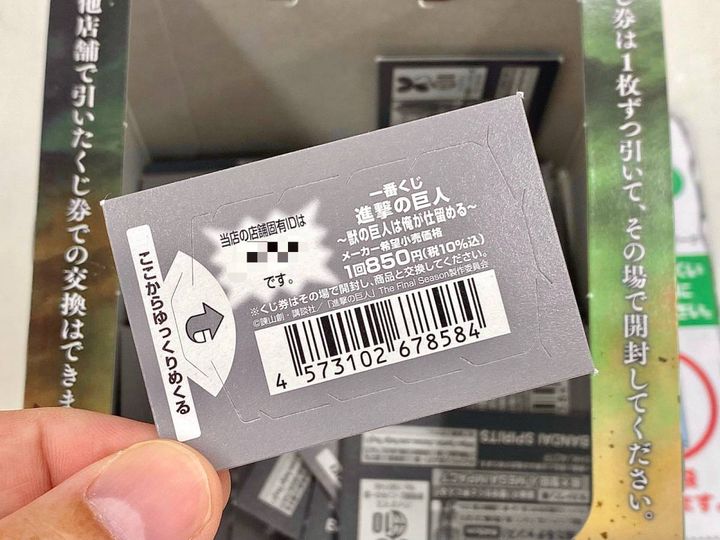 他店舗で引いたくじ券での交換はできま
じ券は1枚ずつ引いて、その場で開封してください。
ここからゆっくりめくる
当店の店舗固有IDは
です。
一番くじ
進撃の巨人
~獣の巨人は俺が仕留める~
メーカー希望小売価格
1回850円(税10%込)
※くじ券はその場で開封し、商品と交換してください。
©諫山創・講談社/「進撃の巨人」The Final Season製作委員会
4 573102 678584
BANDAI SPIRITS